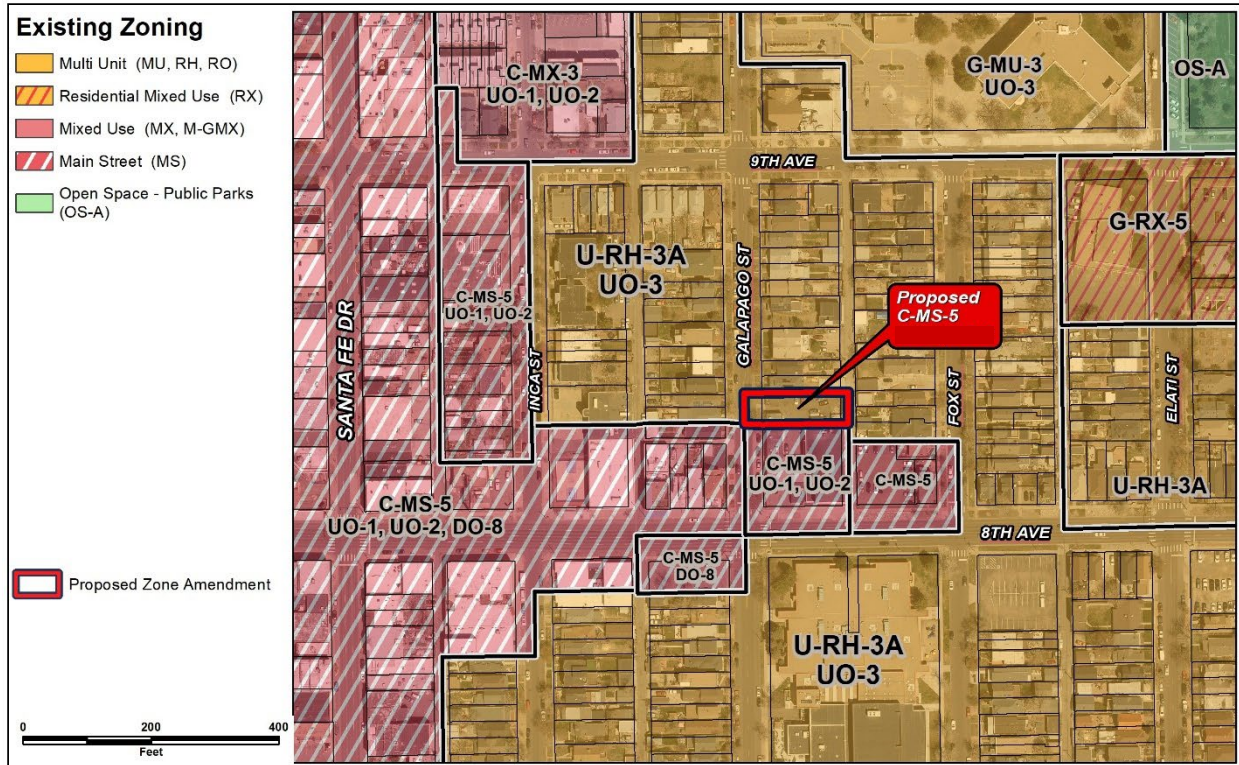 Existing Zoning
Multi Unit (MU, RH, RO)
Residential Mixed Use (RX)
Mixed Use (MX, M-GMX)
Main Street (MS)
Open Space - Public Parks
(OS-A)
Proposed Zone Amendment
0 200 400
Feet
C-MX-3
UO-1, UO-2
G-MU-3
UO-3
OS-A
9TH AVE
G-RX-5
U-RH-3A
UO-3
C-MS-5
UO-1, UO-2
SANTA FE DR
INCA ST
GALAPAGO ST
Proposed
C-MS-5
FOX ST
ELATI ST
C-MS-5
UO-1, UO-2
C-MS-5
U-RH-3A
C-MS-5
UO-1, UO-2, DO-8
8TH AVE
C-MS-5
DO-8
U-RH-3A
UO-3